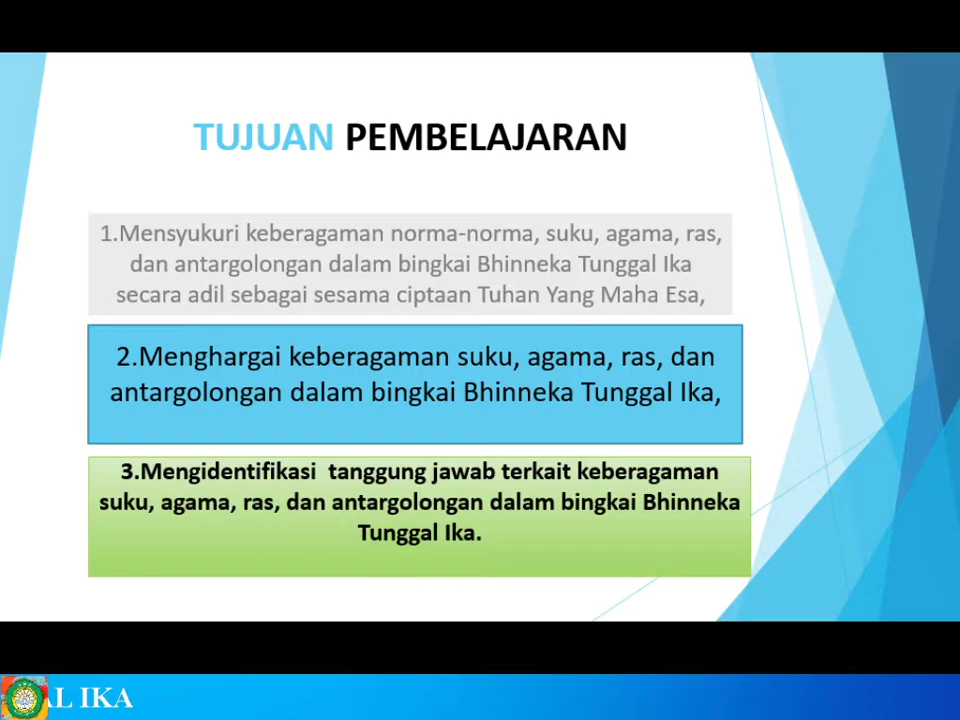 TUJUAN PEMBELAJARAN
1.Mensyukuri keberagaman norma-norma, suku, agama, ras,
dan antargolongan dalam bingkai Bhinneka Tunggal Ika
secara adil sebagai sesama ciptaan Tuhan Yang Maha Esa,
2.Menghargai keberagaman suku, agama, ras, dan
antargolongan dalam bingkai Bhinneka Tunggal Ika,
3.Mengidentifikasi tanggung jawab terkait keberagaman
suku, agama, ras, dan antargolongan dalam bingkai Bhinneka
Tunggal Ika.
AL IKA